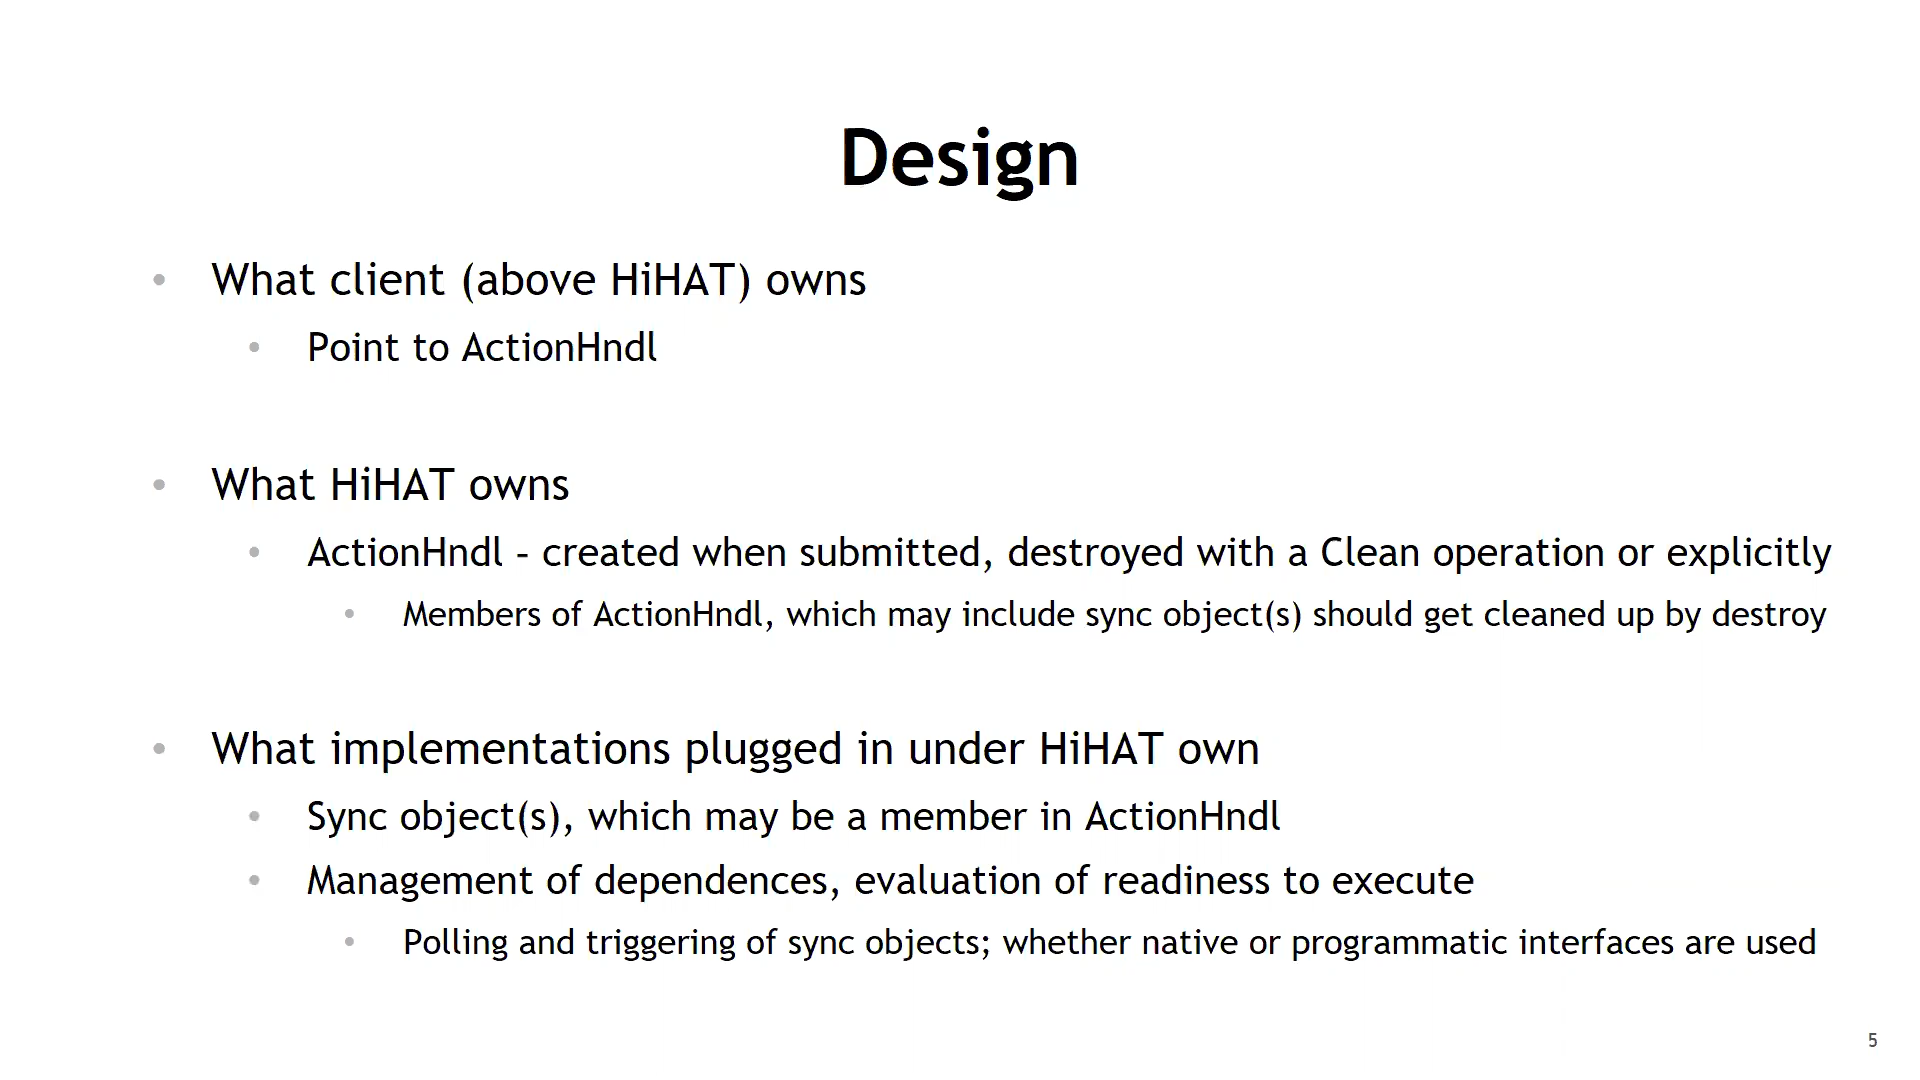 Design
• What client (above HiHAT) owns
• Point to ActionHndl
• What HiHAT owns
• ActionHndl – created when submitted, destroyed with a Clean operation or explicitly
• Members of ActionHndl, which may include sync object(s) should get cleaned up by destroy
• What implementations plugged in under HiHAT own
• Sync object(s), which may be a member in ActionHndl
• Management of dependences, evaluation of readiness to execute
• Polling and triggering of sync objects; whether native or programmatic interfaces are used
5